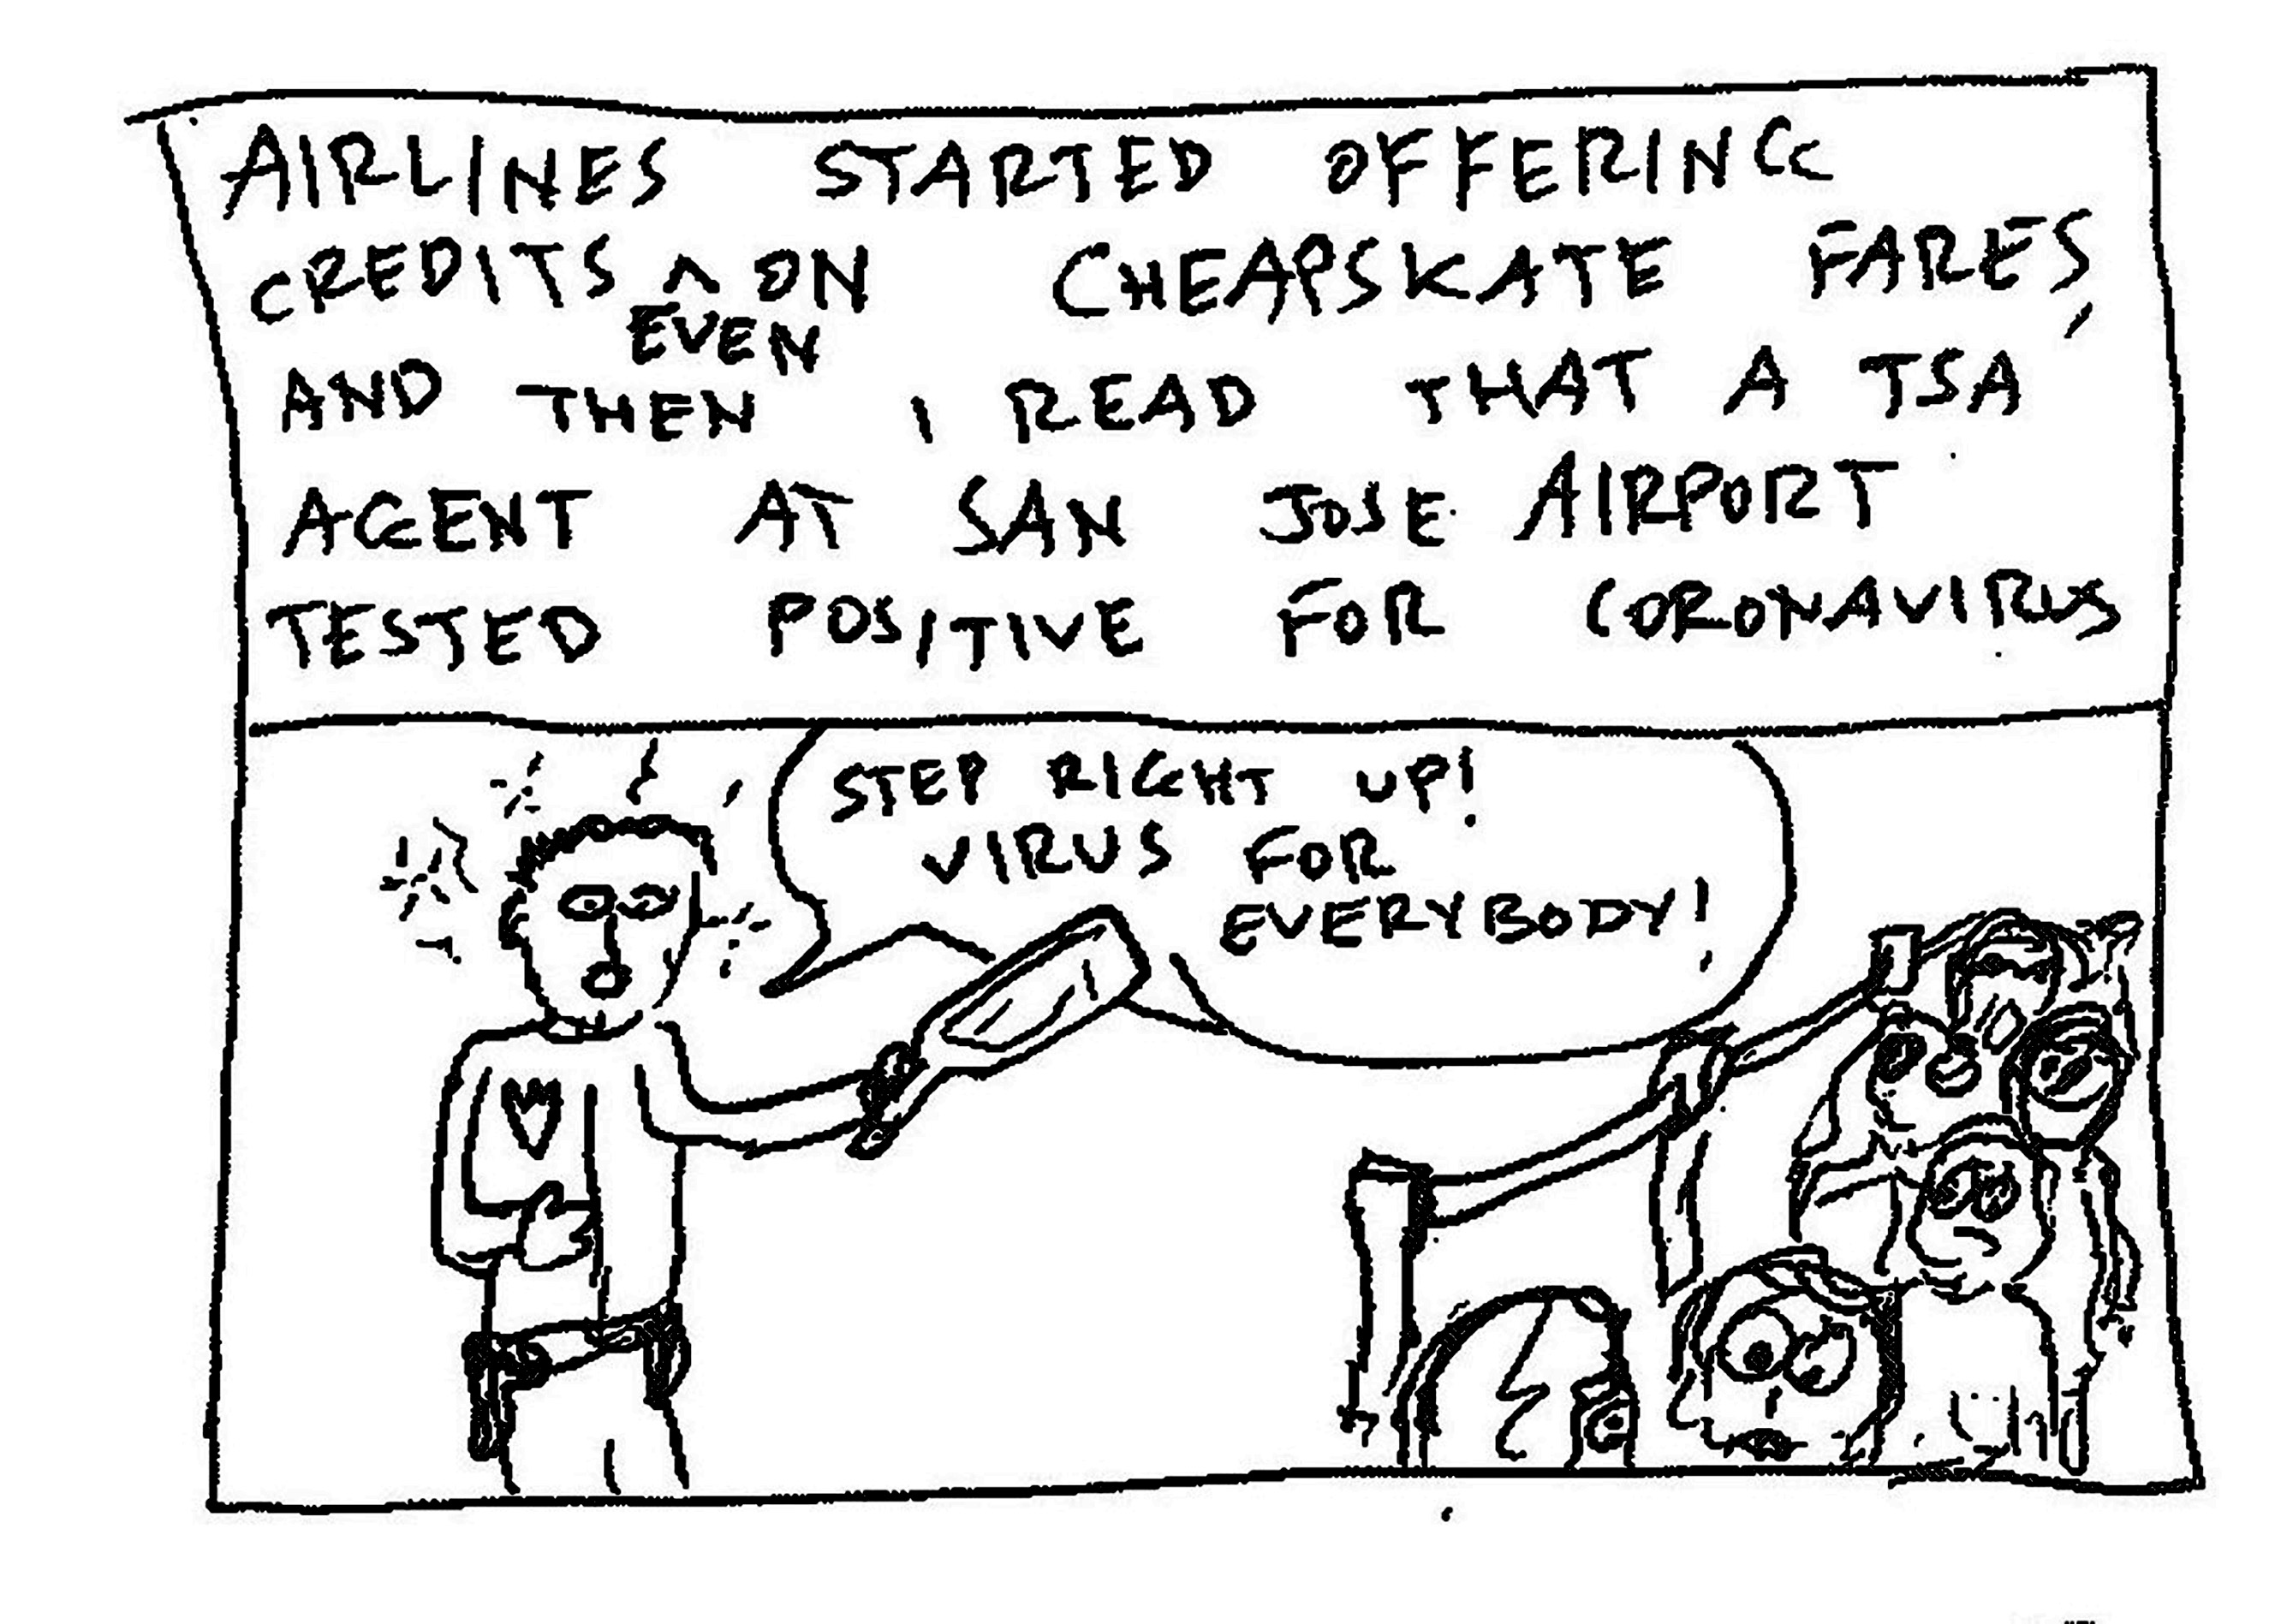 AIRLINES STARTED OFFERING
CREDITS ^ ON CHEAPSKATE FARES,
EVEN
AND THEN I READ THAT A TSA
AGENT AT SAN JOSE AIRPORT
TESTED POSITIVE FOR CORONAVIRUS
STEP RIGHT UP!
VIRUS FOR
EVERYBODY!